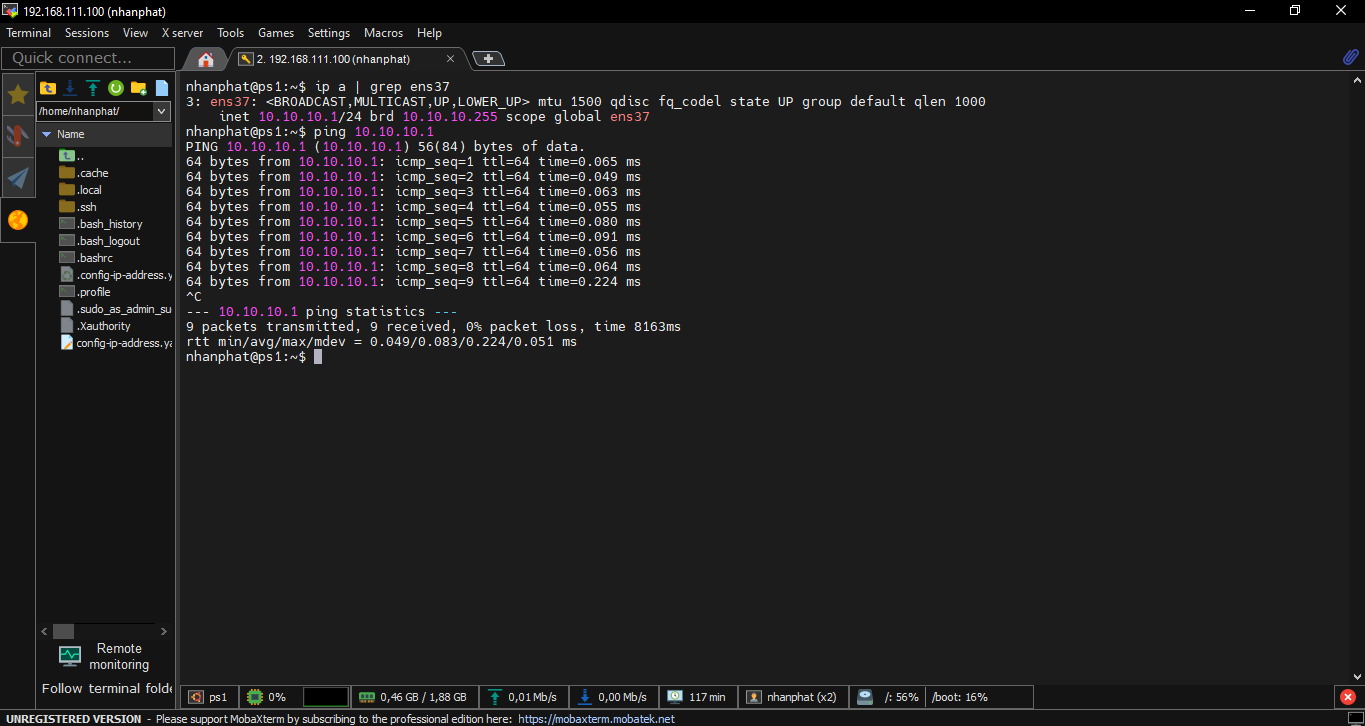 192.168.111.100 (nhanphat)
Terminal Sessions View X server Tools Games Settings Macros Help
Quick connect...
2. 192.168.111.100 (nhanphat)
/home/nhanphat/
Name
..
.cache
.local
.ssh
.bash_history
.bash_logout
.bashrc
.config-ip-address.y
.profile
.sudo_as_admin_su
.Xauthority
config-ip-address.ya
Remote
monitoring
Follow terminal folde
nhanphat@ps1:~$ ip a | grep ens37
3: ens37: <BROADCAST,MULTICAST,UP,LOWER_UP> mtu 1500 qdisc fq_codel state UP group default qlen 1000
    inet 10.10.10.1/24 brd 10.10.10.255 scope global ens37
nhanphat@ps1:~$ ping 10.10.10.1
PING 10.10.10.1 (10.10.10.1) 56(84) bytes of data.
64 bytes from 10.10.10.1: icmp_seq=1 ttl=64 time=0.065 ms
64 bytes from 10.10.10.1: icmp_seq=2 ttl=64 time=0.049 ms
64 bytes from 10.10.10.1: icmp_seq=3 ttl=64 time=0.063 ms
64 bytes from 10.10.10.1: icmp_seq=4 ttl=64 time=0.055 ms
64 bytes from 10.10.10.1: icmp_seq=5 ttl=64 time=0.080 ms
64 bytes from 10.10.10.1: icmp_seq=6 ttl=64 time=0.091 ms
64 bytes from 10.10.10.1: icmp_seq=7 ttl=64 time=0.056 ms
64 bytes from 10.10.10.1: icmp_seq=8 ttl=64 time=0.064 ms
64 bytes from 10.10.10.1: icmp_seq=9 ttl=64 time=0.224 ms
^C
--- 10.10.10.1 ping statistics ---
9 packets transmitted, 9 received, 0% packet loss, time 8163ms
rtt min/avg/max/mdev = 0.049/0.083/0.224/0.051 ms
nhanphat@ps1:~$
ps1 0% 0,46 GB / 1,88 GB 0,01 Mb/s 0,00 Mb/s 117 min nhanphat (x2) /: 56% /boot: 16%
UNREGISTERED VERSION - Please support MobaXterm by subscribing to the professional edition here: https://mobaxterm.mobatek.net